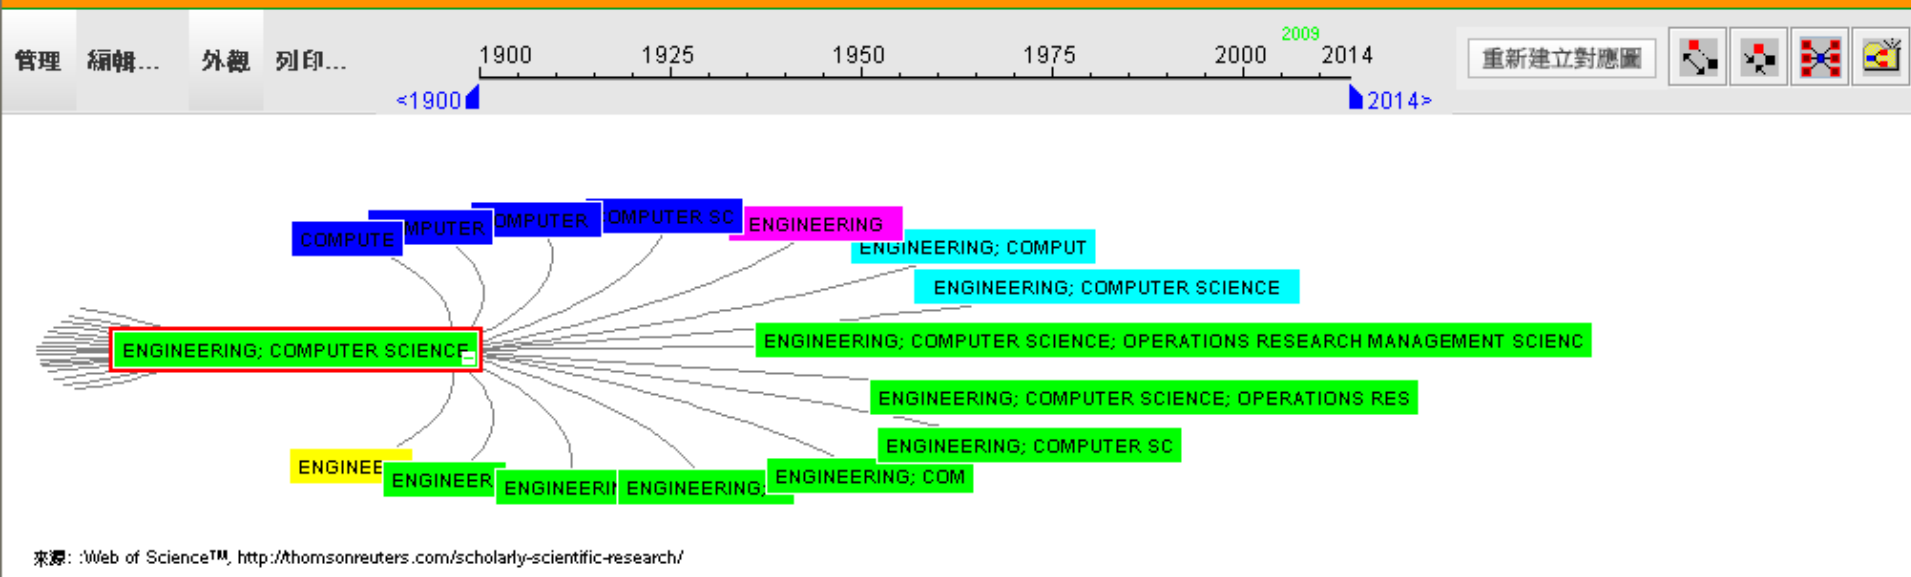 管理 編輯... 外觀 列印...
1900 1925 1950 1975 2000 2009 2014
<1900 2014>
重新建立對應圖
COMPUTE
MPUTER
OMPUTER
OMPUTER SC
ENGINEERING
ENGINEERING; COMPUT
ENGINEERING; COMPUTER SCIENCE
ENGINEERING; COMPUTER SCIENCE; OPERATIONS RESEARCH MANAGEMENT SCIENC
ENGINEERING; COMPUTER SCIENCE
ENGINEERING; COMPUTER SCIENCE; OPERATIONS RES
ENGINEERING; COMPUTER SC
ENGINEERING; COM
ENGINEE
ENGINEER
ENGINEERIN
ENGINEERING;
來源: :Web of Science™, http://thomsonreuters.com/scholarly-scientific-research/